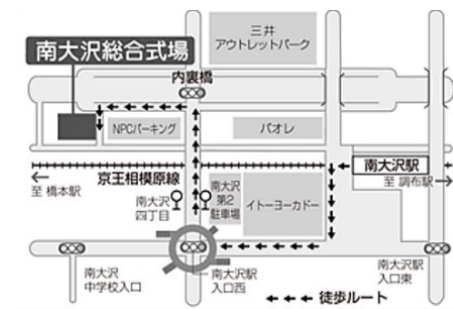 三井
アウトレットパーク
南大沢総合式場
内裏橋
NPCパーキング
パオレ
南大沢駅
京王相模原線
至 橋本駅
至 調布駅
南大沢
四丁目
南大沢
第2
駐車場
イトーヨーカドー
南大沢
中学校入口
南大沢駅
入口西
南大沢駅
入口東
徒歩ルート